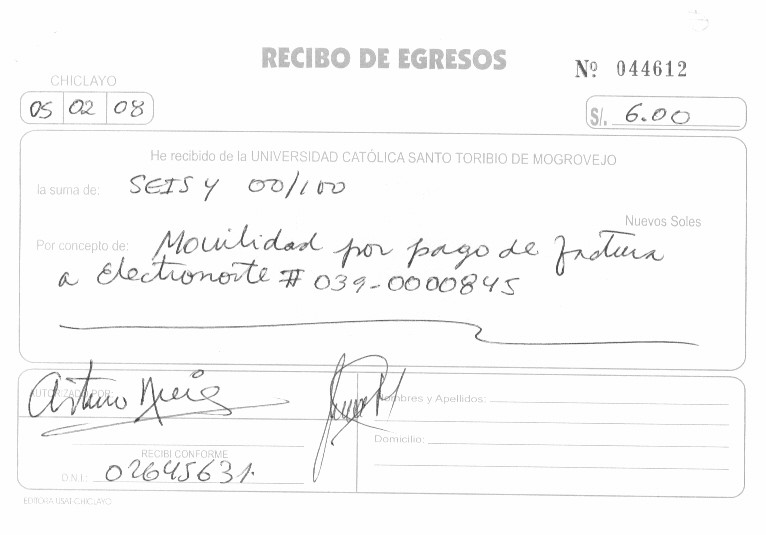 RECIBO DE EGRESOS
Nº 044612
CHICLAYO
05 02 08
S/. 6.00
He recibido de la UNIVERSIDAD CATÓLICA SANTO TORIBIO DE MOGROVEJO
la suma de: SEIS Y 00/100
Nuevos Soles
Por concepto de: Movilidad por pago de factura
a electronorte # 039-0000845
AUTORIZADO POR:
Arturo
Nombres y Apellidos:
Domicilio:
RECIBÍ CONFORME
D.N.I.: 02645631
EDITORA USAT-CHICLAYO